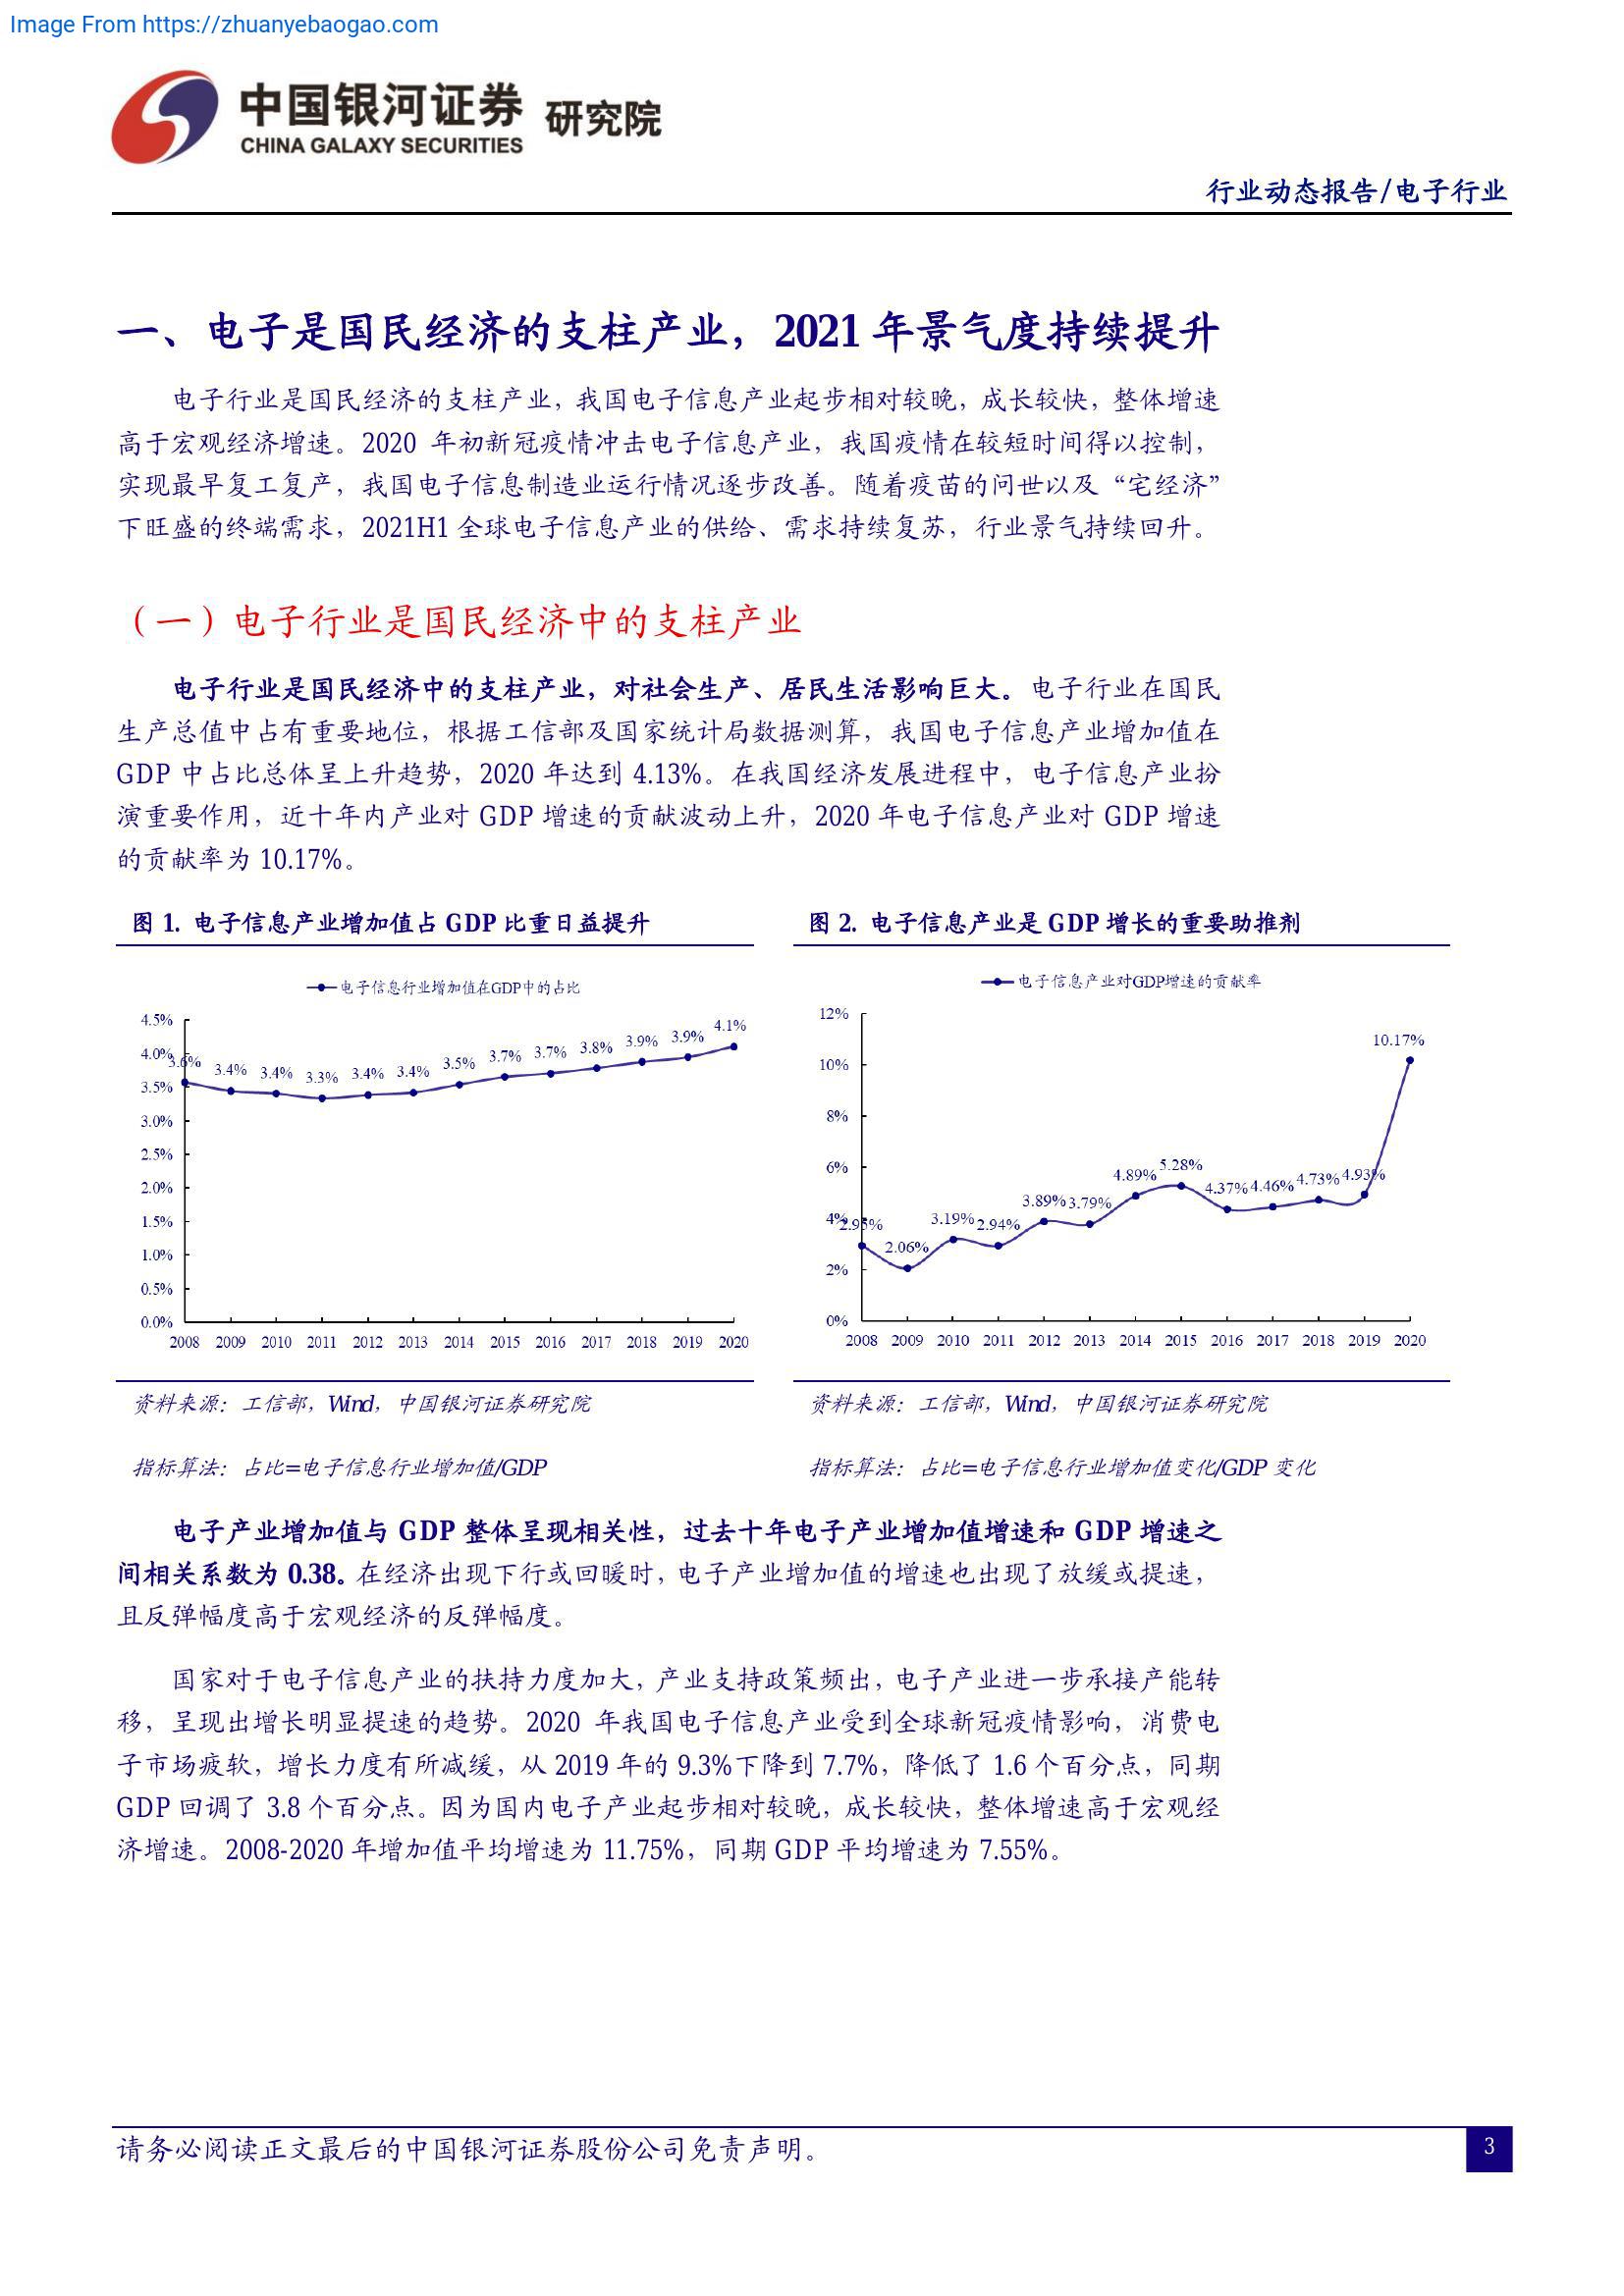 Image From https://zhuanyebaogao.com
中国银河证券 研究院
CHINA GALAXY SECURITIES
行业动态报告/电子行业
一、电子是国民经济的支柱产业，2021 年景气度持续提升
电子行业是国民经济的支柱产业，我国电子信息产业起步相对较晚，成长较快，整体增速
高于宏观经济增速。2020 年初新冠疫情冲击电子信息产业，我国疫情在较短时间得以控制，
实现最早复工复产，我国电子信息制造业运行情况逐步改善。随着疫苗的问世以及“宅经济”
下旺盛的终端需求，2021H1 全球电子信息产业的供给、需求持续复苏，行业景气持续回升。
（一）电子行业是国民经济中的支柱产业
电子行业是国民经济中的支柱产业，对社会生产、居民生活影响巨大。电子行业在国民
生产总值中占有重要地位，根据工信部及国家统计局数据测算，我国电子信息产业增加值在
GDP 中占比总体呈上升趋势，2020 年达到 4.13%。在我国经济发展进程中，电子信息产业扮
演重要作用，近十年内产业对 GDP 增速的贡献波动上升，2020 年电子信息产业对 GDP 增速
的贡献率为 10.17%。
图 1. 电子信息产业增加值占 GDP 比重日益提升
电子信息行业增加值在GDP中的占比
4.5%
4.0%
3.5%
3.0%
2.5%
2.0%
1.5%
1.0%
0.5%
0.0%
3.6% 3.4% 3.4% 3.3% 3.4% 3.4% 3.5% 3.7% 3.7% 3.8% 3.9% 3.9% 4.1%
2008 2009 2010 2011 2012 2013 2014 2015 2016 2017 2018 2019 2020
资料来源：工信部，Wind，中国银河证券研究院
指标算法：占比=电子信息行业增加值/GDP
图 2. 电子信息产业是 GDP 增长的重要助推剂
电子信息产业对GDP增速的贡献率
12%
10%
8%
6%
4%
2%
0%
2.95% 2.06% 3.19% 2.94% 3.89% 3.79% 4.89% 5.28% 4.37% 4.46% 4.73% 4.93% 10.17%
2008 2009 2010 2011 2012 2013 2014 2015 2016 2017 2018 2019 2020
资料来源：工信部，Wind，中国银河证券研究院
指标算法：占比=电子信息行业增加值变化/GDP 变化
电子产业增加值与 GDP 整体呈现相关性，过去十年电子产业增加值增速和 GDP 增速之
间相关系数为 0.38。在经济出现下行或回暖时，电子产业增加值的增速也出现了放缓或提速，
且反弹幅度高于宏观经济的反弹幅度。
国家对于电子信息产业的扶持力度加大，产业支持政策频出，电子产业进一步承接产能转
移，呈现出增长明显提速的趋势。2020 年我国电子信息产业受到全球新冠疫情影响，消费电
子市场疲软，增长力度有所减缓，从 2019 年的 9.3%下降到 7.7%，降低了 1.6 个百分点，同期
GDP 回调了 3.8 个百分点。因为国内电子产业起步相对较晚，成长较快，整体增速高于宏观经
济增速。2008-2020 年增加值平均增速为 11.75%，同期 GDP 平均增速为 7.55%。
请务必阅读正文最后的中国银河证券股份公司免责声明。
3